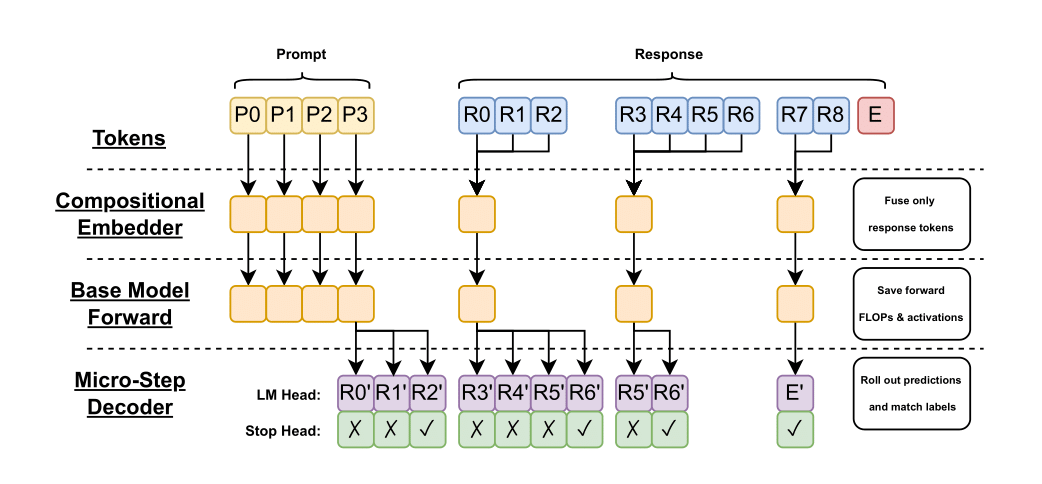 Prompt
Response
P0 P1 P2 P3 R0 R1 R2 R3 R4 R5 R6 R7 R8 E
Tokens
Compositional
Embedder
Fuse only
response tokens
Base Model
Forward
Save forward
FLOPs & activations
Micro-Step
Decoder
LM Head: R0' R1' R2' R3' R4' R5' R6' R5' R6' E'
Stop Head: ✗ ✗ ✓ ✗ ✗ ✗ ✓ ✗ ✓ ✓
Roll out predictions
and match labels